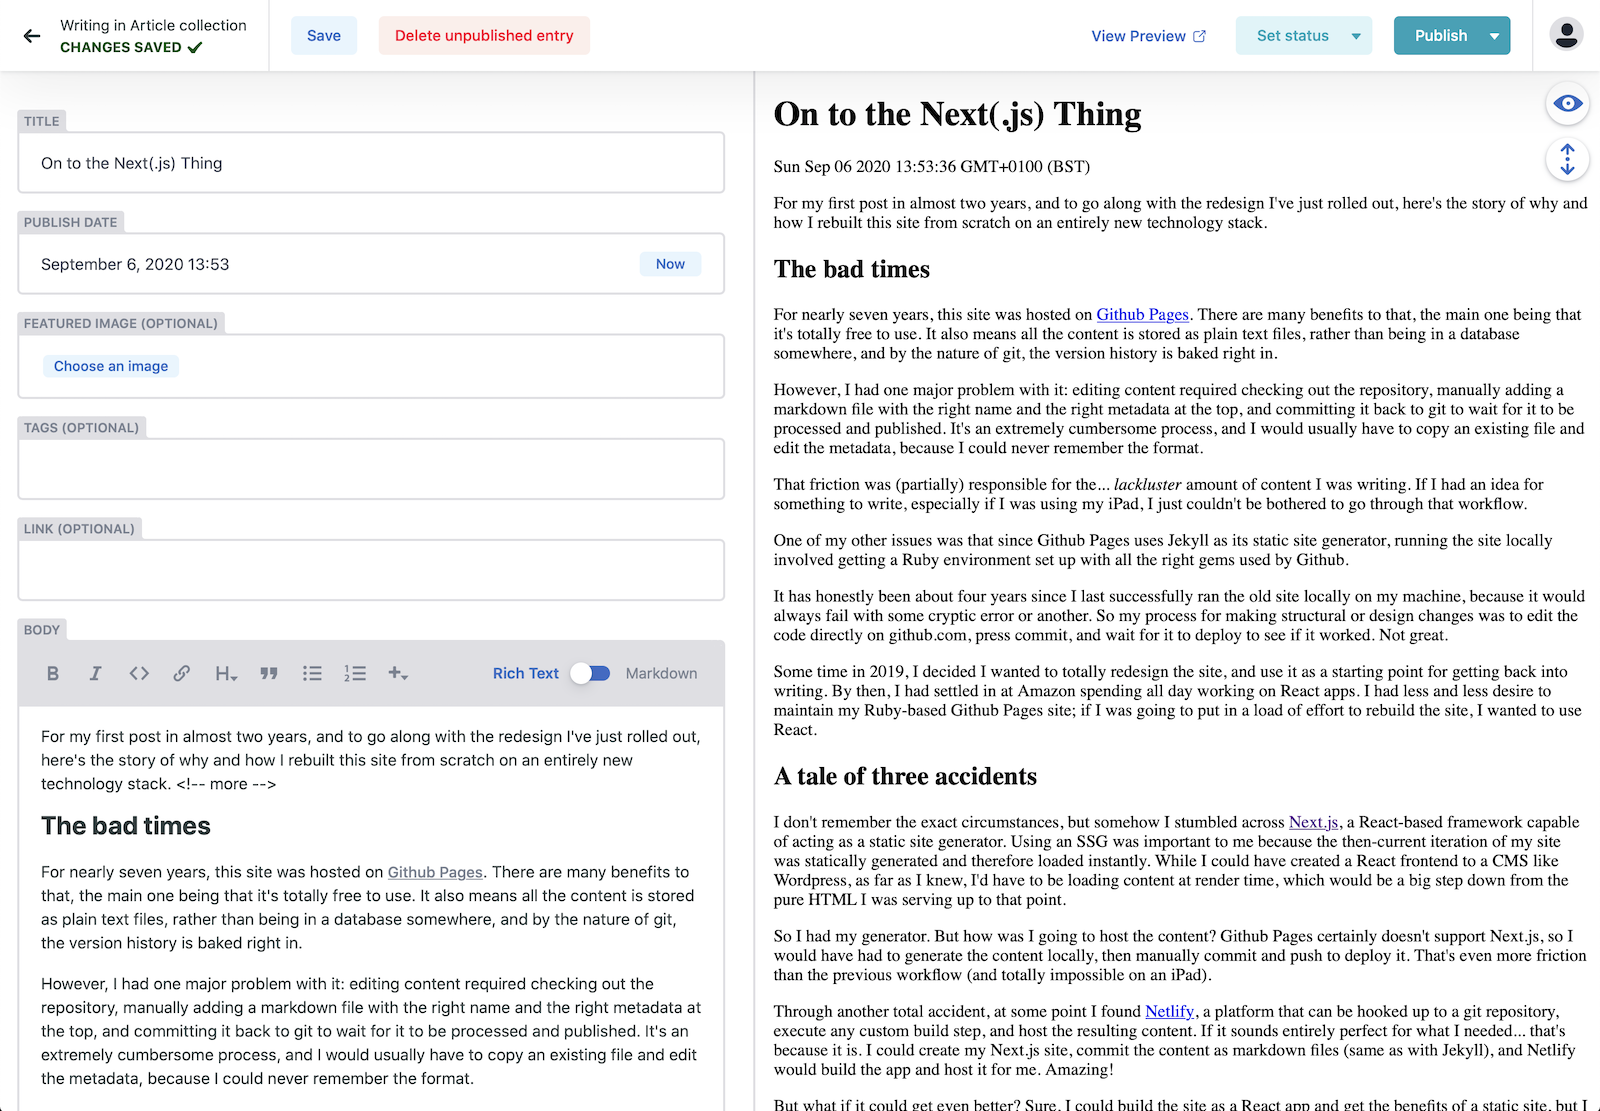 Writing in Article collection
CHANGES SAVED
Save
Delete unpublished entry
View Preview
Set status
Publish
TITLE
On to the Next(.js) Thing
PUBLISH DATE
September 6, 2020 13:53
Now
FEATURED IMAGE (OPTIONAL)
Choose an image
TAGS (OPTIONAL)
LINK (OPTIONAL)
BODY
B I <> H
Rich Text
Markdown
For my first post in almost two years, and to go along with the redesign I've just rolled out,
here's the story of why and how I rebuilt this site from scratch on an entirely new
technology stack. <!-- more -->
The bad times
For nearly seven years, this site was hosted on Github Pages. There are many benefits to
that, the main one being that it's totally free to use. It also means all the content is stored
as plain text files, rather than being in a database somewhere, and by the nature of git,
the version history is baked right in.
However, I had one major problem with it: editing content required checking out the
repository, manually adding a markdown file with the right name and the right metadata at
the top, and committing it back to git to wait for it to be processed and published. It's an
extremely cumbersome process, and I would usually have to copy an existing file and edit
the metadata, because I could never remember the format.
On to the Next(.js) Thing
Sun Sep 06 2020 13:53:36 GMT+0100 (BST)
For my first post in almost two years, and to go along with the redesign I've just rolled out, here's the story of why and
how I rebuilt this site from scratch on an entirely new technology stack.
The bad times
For nearly seven years, this site was hosted on Github Pages. There are many benefits to that, the main one being that
it's totally free to use. It also means all the content is stored as plain text files, rather than being in a database
somewhere, and by the nature of git, the version history is baked right in.
However, I had one major problem with it: editing content required checking out the repository, manually adding a
markdown file with the right name and the right metadata at the top, and committing it back to git to wait for it to be
processed and published. It's an extremely cumbersome process, and I would usually have to copy an existing file and
edit the metadata, because I could never remember the format.
That friction was (partially) responsible for the... lackluster amount of content I was writing. If I had an idea for
something to write, especially if I was using my iPad, I just couldn't be bothered to go through that workflow.
One of my other issues was that since Github Pages uses Jekyll as its static site generator, running the site locally
involved getting a Ruby environment set up with all the right gems used by Github.
It has honestly been about four years since I last successfully ran the old site locally on my machine, because it would
always fail with some cryptic error or another. So my process for making structural or design changes was to edit the
code directly on github.com, press commit, and wait for it to deploy to see if it worked. Not great.
Some time in 2019, I decided I wanted to totally redesign the site, and use it as a starting point for getting back into
writing. By then, I had settled in at Amazon spending all day working on React apps. I had less and less desire to
maintain my Ruby-based Github Pages site; if I was going to put in a load of effort to rebuild the site, I wanted to use
React.
A tale of three accidents
I don't remember the exact circumstances, but somehow I stumbled across Next.js, a React-based framework capable
of acting as a static site generator. Using an SSG was important to me because the then-current iteration of my site
was statically generated and therefore loaded instantly. While I could have created a React frontend to a CMS like
Wordpress, as far as I knew, I'd have to be loading content at render time, which would be a big step down from the
pure HTML I was serving up to that point.
So I had my generator. But how was I going to host the content? Github Pages certainly doesn't support Next.js, so I
would have had to generate the content locally, then manually commit and push to deploy it. That's even more friction
than the previous workflow (and totally impossible on an iPad).
Through another total accident, at some point I found Netlify, a platform that can be hooked up to a git repository,
execute any custom build step, and host the resulting content. If it sounds entirely perfect for what I needed... that's
because it is. I could create my Next.js site, commit the content as markdown files (same as with Jekyll), and Netlify
would build the app and host it for me. Amazing!
But what if it could get even better? Sure, I could build the site as a React app and get the benefits of a static site, but I